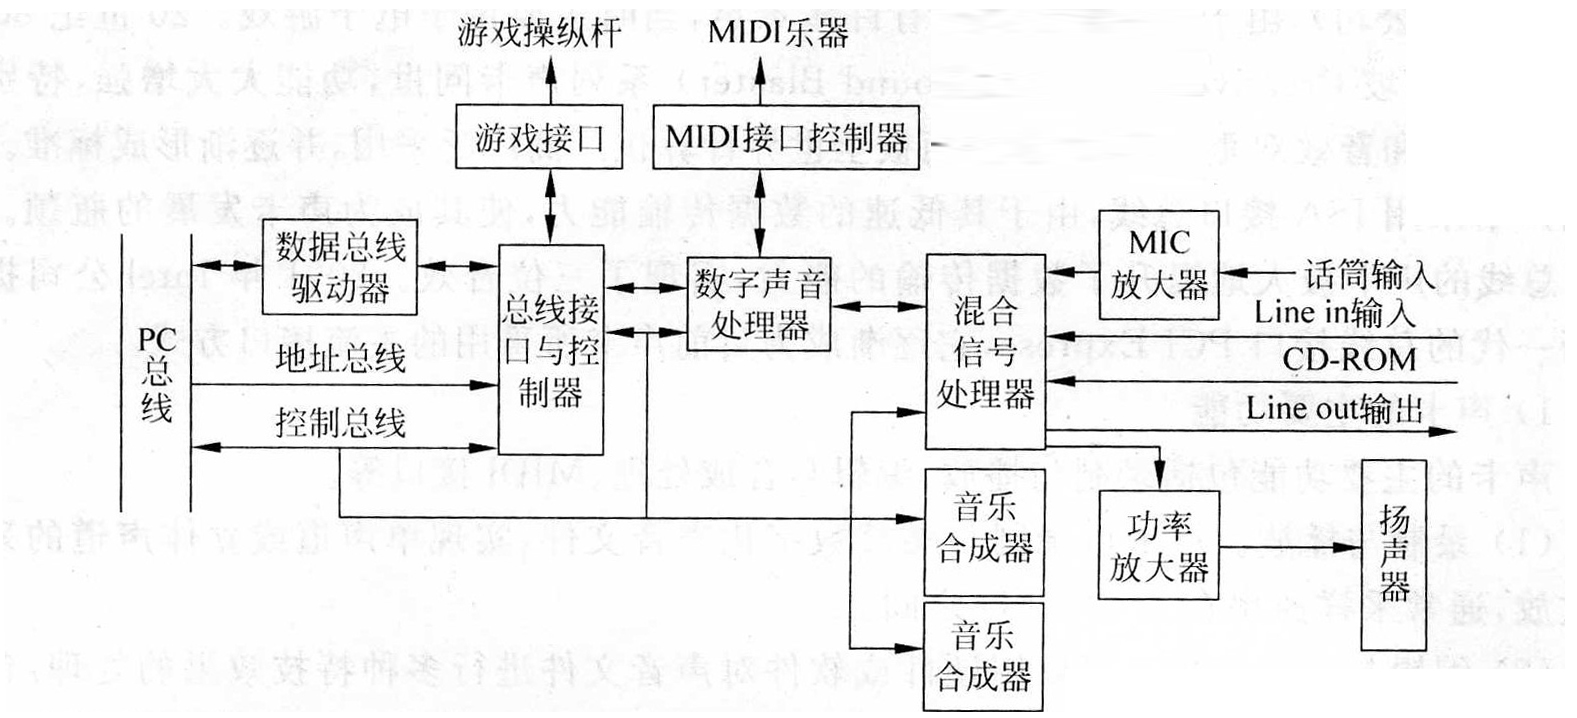 游戏操纵杆
MIDI乐器
游戏接口
MIDI接口控制器
数据总线
驱动器
总线接
口与控
制器
数字声音
处理器
混合
信号
处理器
MIC
放大器
话筒输入
Line in输入
CD-ROM
Line out输出
PC
总
线
地址总线
控制总线
音乐
合成器
音乐
合成器
功率
放大器
扬
声
器